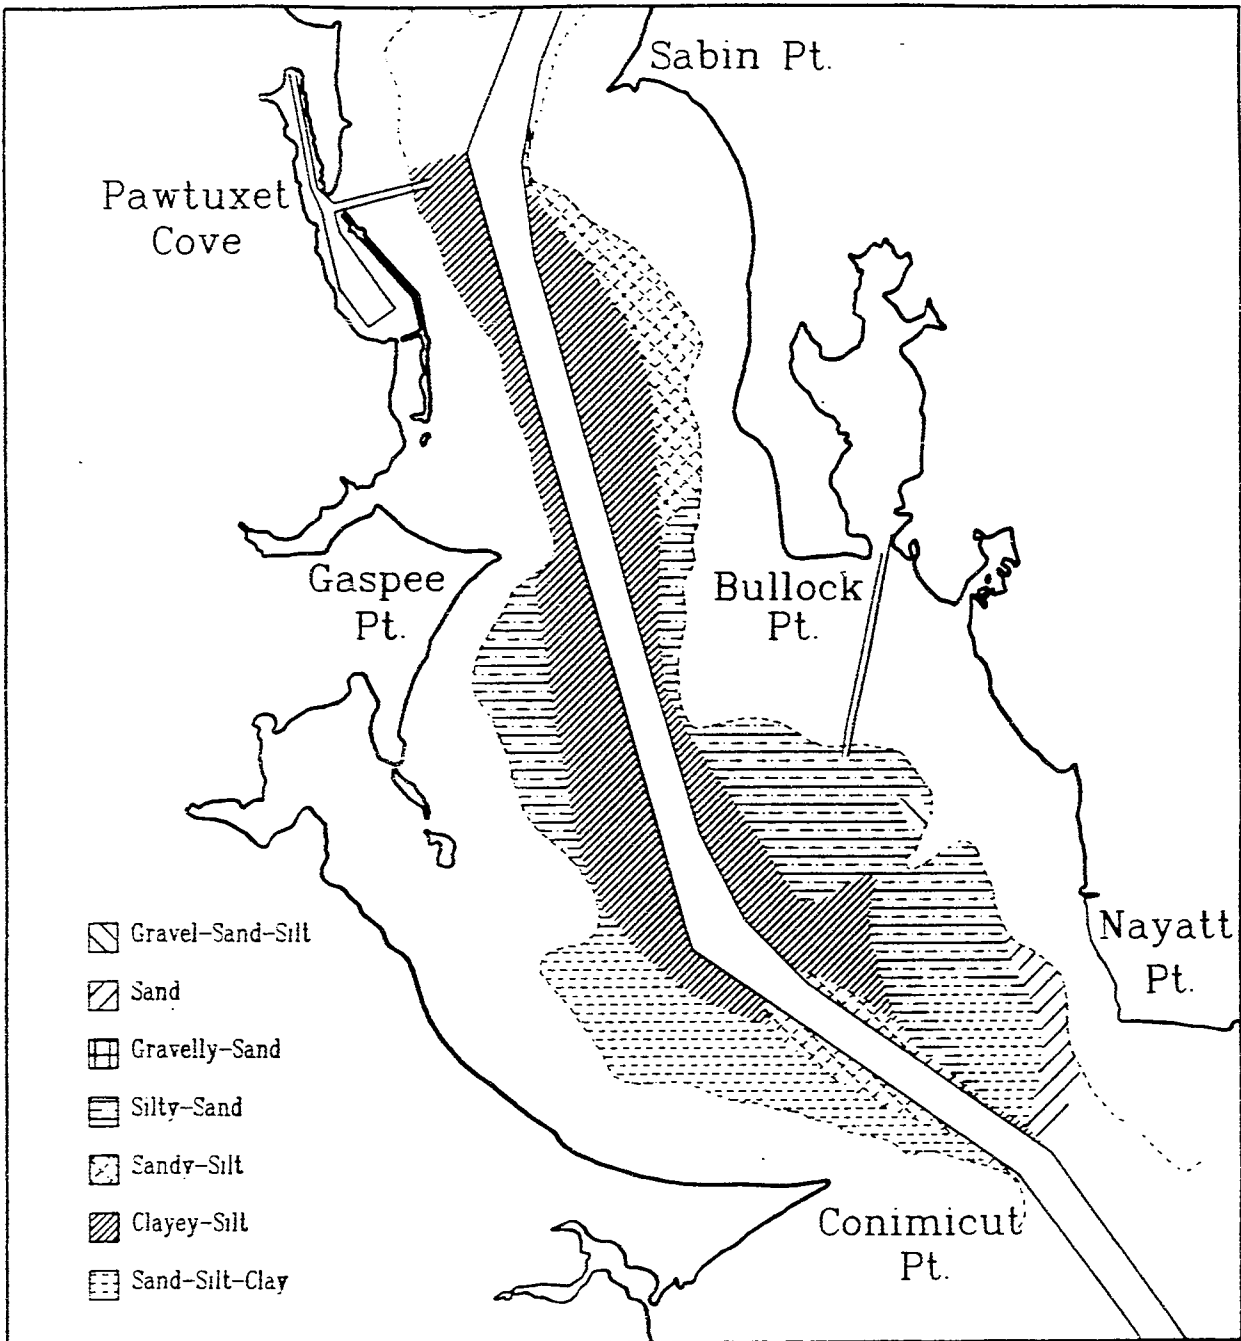 Sabin Pt.
Pawtuxet
Cove
Gaspee
Pt.
Bullock
Pt.
Nayatt
Pt.
Gravel-Sand-Silt
Sand
Gravelly-Sand
Silty-Sand
Sandy-Silt
Clayey-Silt
Sand-Silt-Clay
Conimicut
Pt.